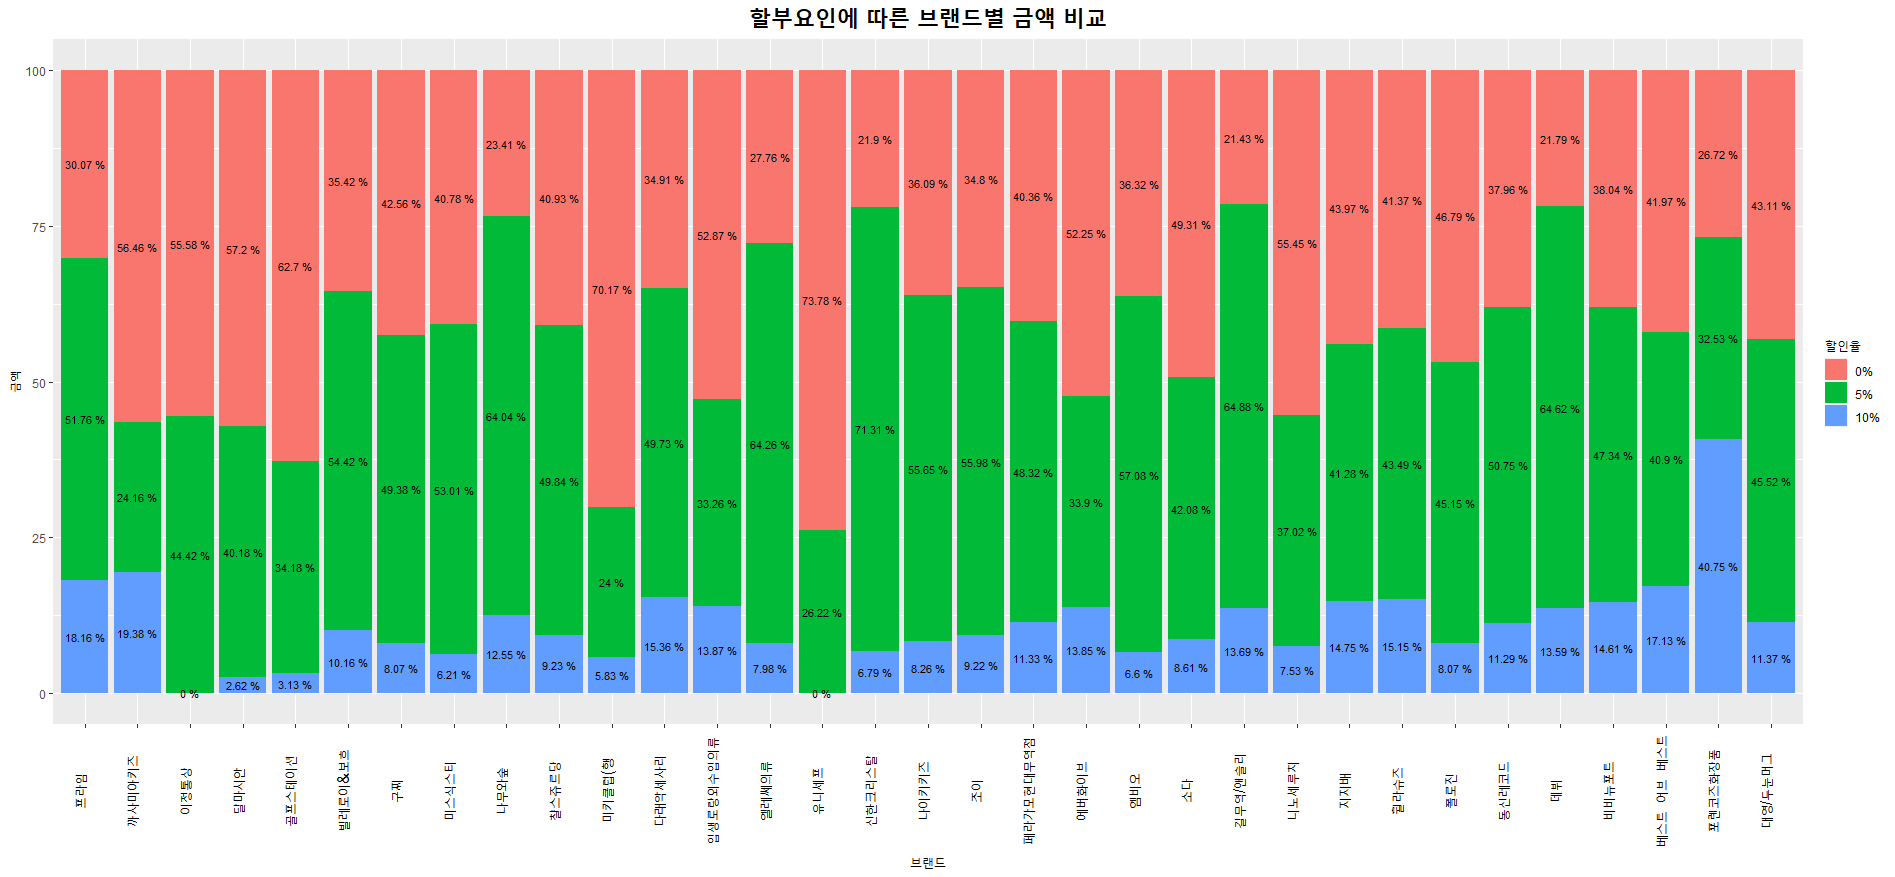 할부요인에 따른 브랜드별 금액 비교
금액
100
75
50
25
0
30.07 %
56.46 %
55.58 %
57.2 %
62.7 %
35.42 %
42.56 %
40.78 %
23.41 %
40.93 %
70.17 %
34.91 %
52.87 %
27.76 %
73.78 %
21.9 %
36.09 %
34.8 %
40.36 %
52.25 %
36.32 %
49.31 %
21.43 %
55.45 %
43.97 %
41.37 %
46.79 %
37.96 %
21.79 %
38.04 %
41.97 %
26.72 %
43.11 %
51.76 %
24.16 %
44.42 %
40.18 %
34.18 %
54.42 %
49.38 %
53.01 %
64.04 %
49.84 %
24 %
49.73 %
33.26 %
64.26 %
26.22 %
71.31 %
55.65 %
55.98 %
48.32 %
33.9 %
57.08 %
42.08 %
64.88 %
37.02 %
41.28 %
43.49 %
45.15 %
50.75 %
64.62 %
47.34 %
40.9 %
32.53 %
45.52 %
18.16 %
19.38 %
0 %
2.62 %
3.13 %
10.16 %
8.07 %
6.21 %
12.55 %
9.23 %
5.83 %
15.36 %
13.87 %
7.98 %
0 %
6.79 %
8.26 %
9.22 %
11.33 %
13.85 %
6.6 %
8.61 %
13.69 %
7.53 %
14.75 %
15.15 %
8.07 %
11.29 %
13.59 %
14.61 %
17.13 %
40.75 %
11.37 %
프라임
까사미아키즈
이정통상
달마시안
골프스테이션
빌레로이&보흐
구찌
미스식스티
나무와숲
찰스쥬르당
미키클럽(행
다래악세사리
입생로랑외수입의류
엘레쎄의류
유니세프
신한크리스탈
나이키키즈
조이
페라가모현대무역점
에버화이브
엠비오
소다
길무역/앤슬리
니노세루지
지지배
휠라슈즈
폴로진
동신레코드
데뷔
비비뉴포트
베스트 어브 베스트
포렌코즈화장품
대영/두눈머그
브랜드
할인율
0%
5%
10%